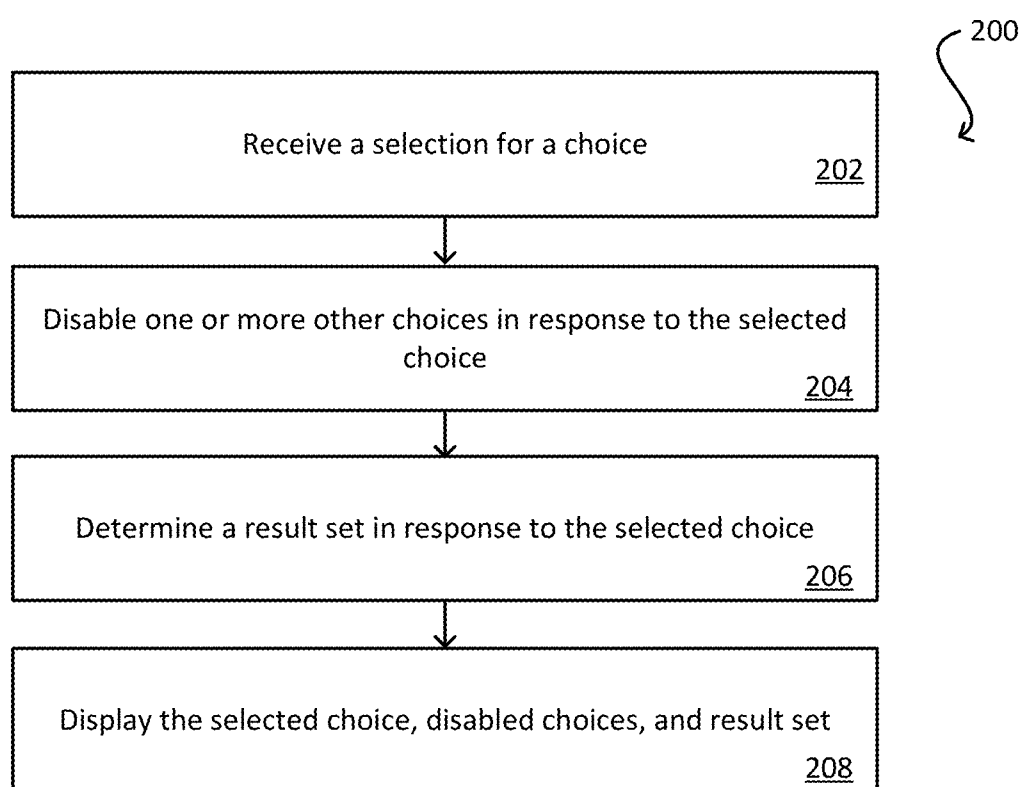 200
Receive a selection for a choice
202
Disable one or more other choices in response to the selected
choice
204
Determine a result set in response to the selected choice
206
Display the selected choice, disabled choices, and result set
208